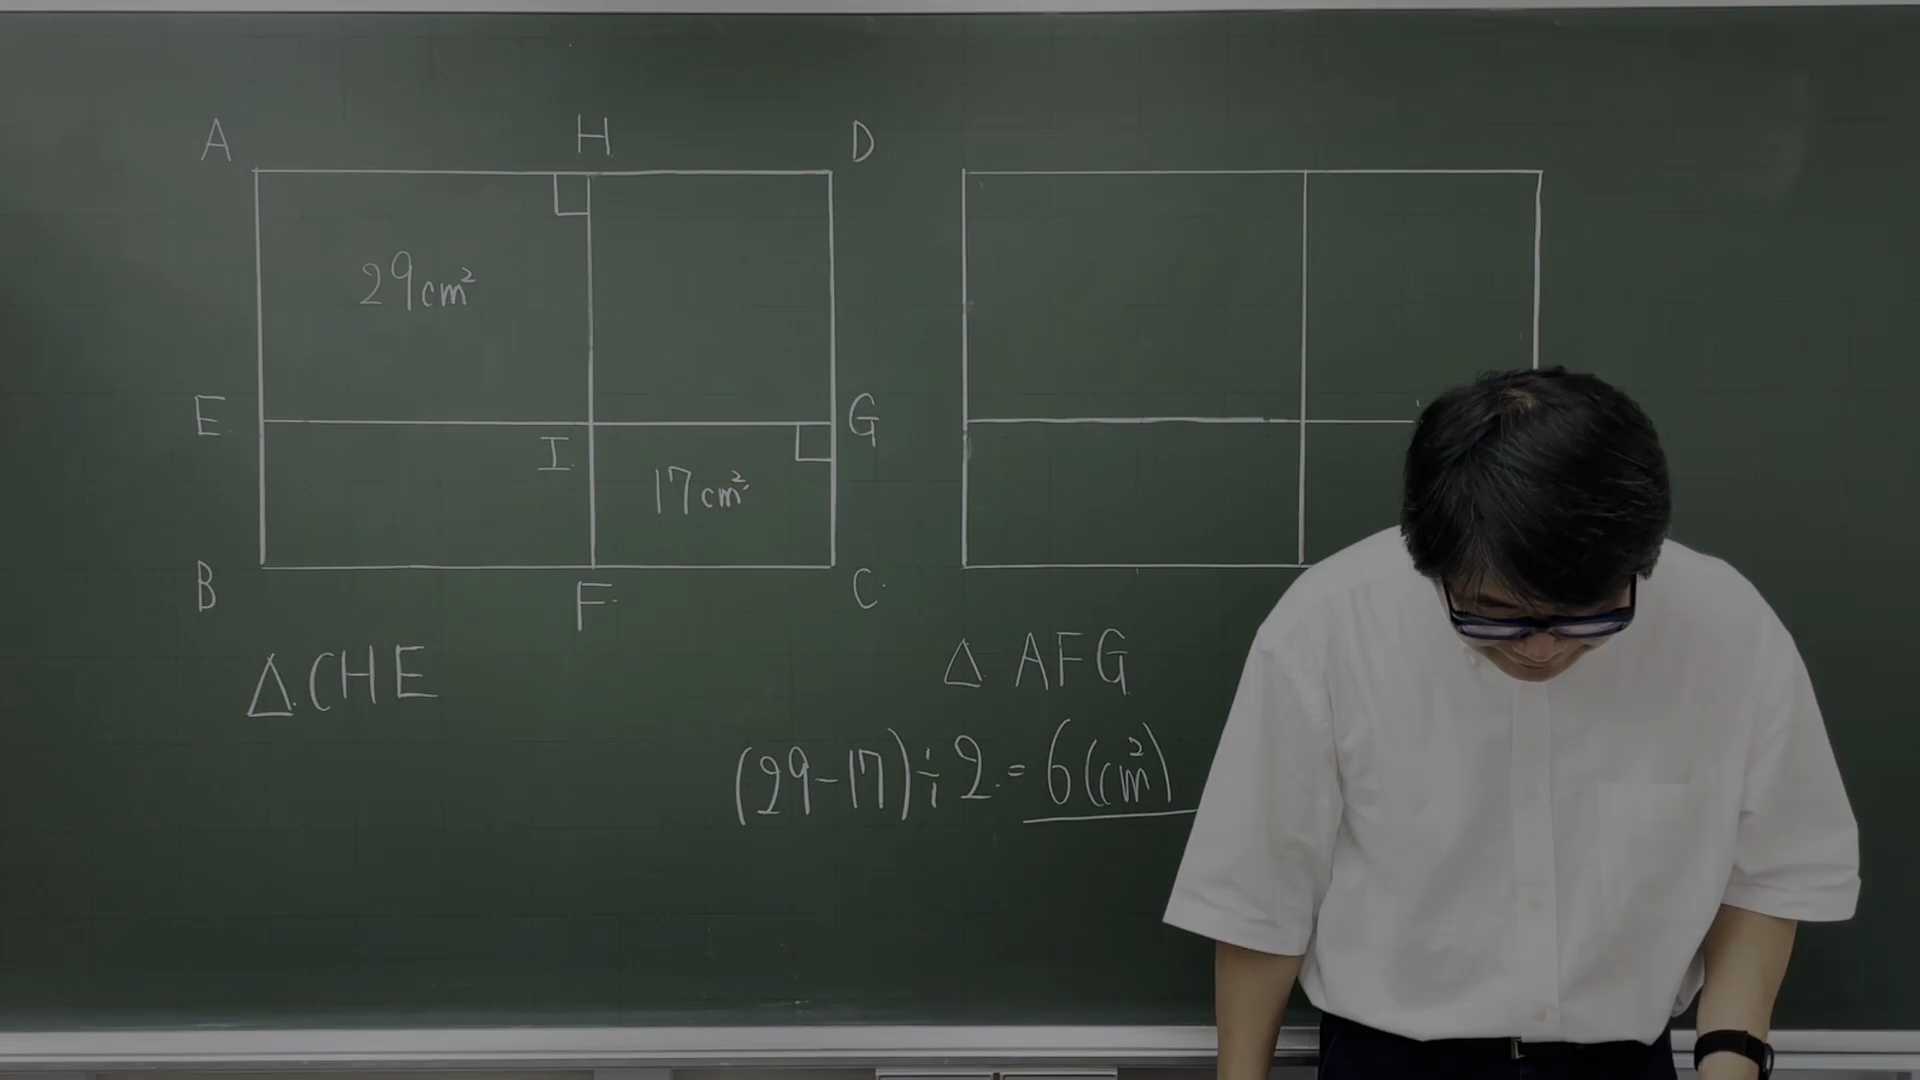 A H D
29cm²
E I G
17cm²
B F C
△CHE
△AFG
(29-17)÷2=6(cm²)